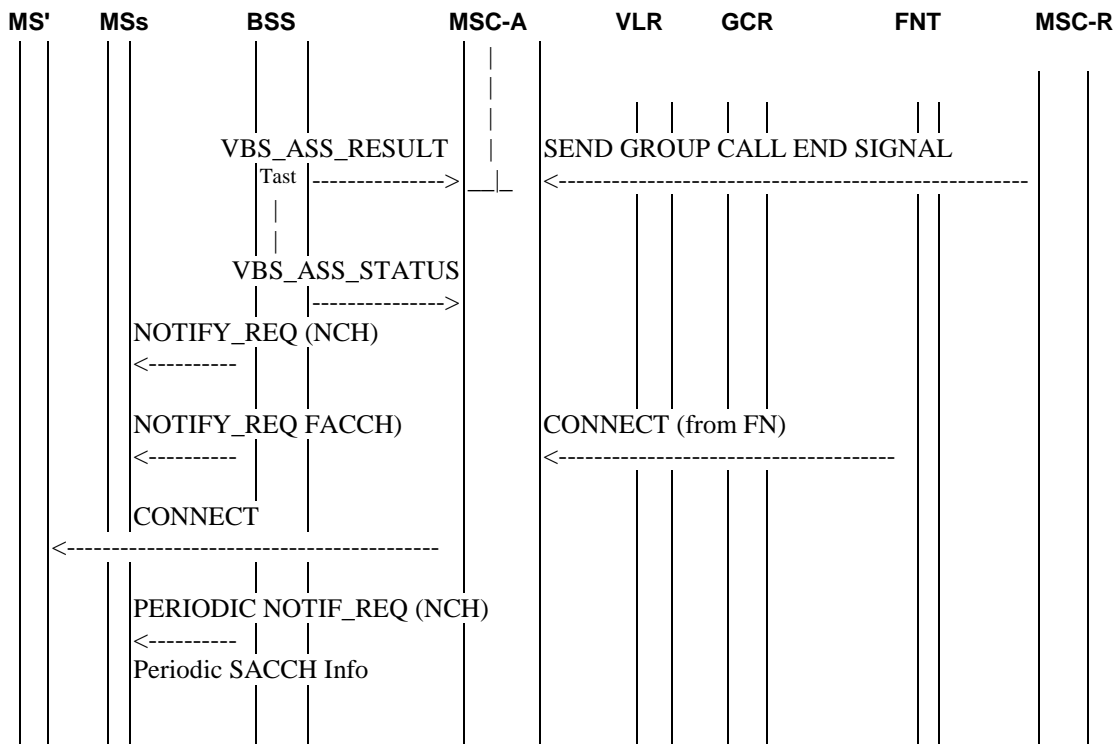 MS' MSs BSS MSC-A VLR GCR FNT MSC-R
VBS_ASS_RESULT SEND GROUP CALL END SIGNAL
Tast
VBS_ASS_STATUS
NOTIFY_REQ (NCH)
NOTIFY_REQ FACCH) CONNECT (from FN)
CONNECT
PERIODIC NOTIF_REQ (NCH)
Periodic SACCH Info